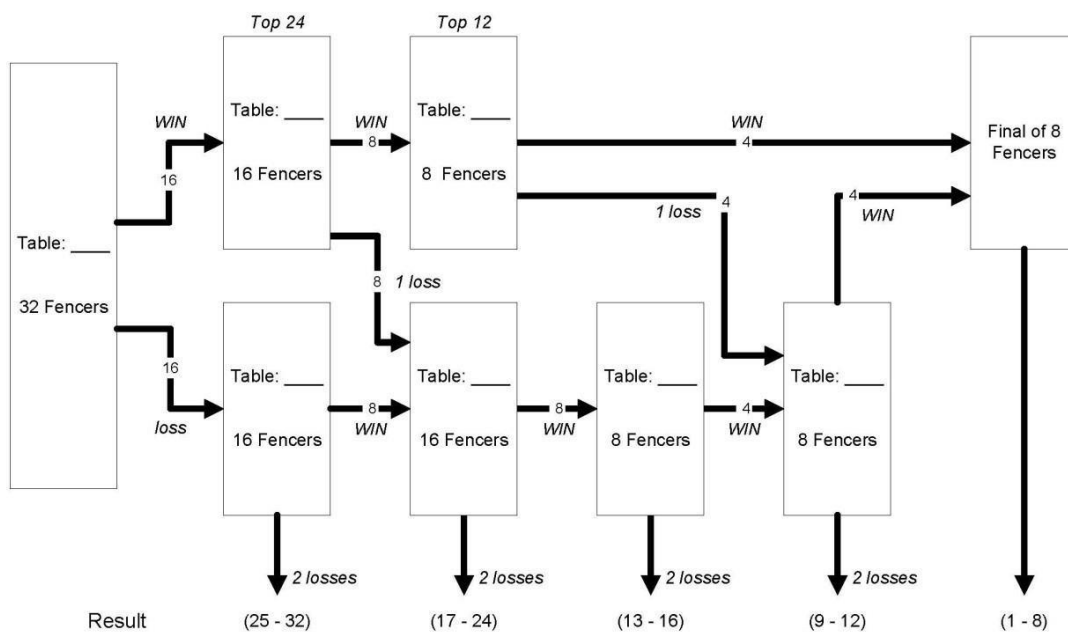 Top 24
Top 12
Table: ____
32 Fencers
WIN
16
16
loss
Table: ____
16 Fencers
WIN
8
Table: ____
8 Fencers
WIN
4
1 loss
4
4
WIN
Final of 8
Fencers
8
1 loss
Table: ____
16 Fencers
8
WIN
Table: ____
16 Fencers
8
WIN
Table: ____
8 Fencers
4
WIN
Table: ____
8 Fencers
2 losses
2 losses
2 losses
2 losses
Result
(25 - 32)
(17 - 24)
(13 - 16)
(9 - 12)
(1 - 8)